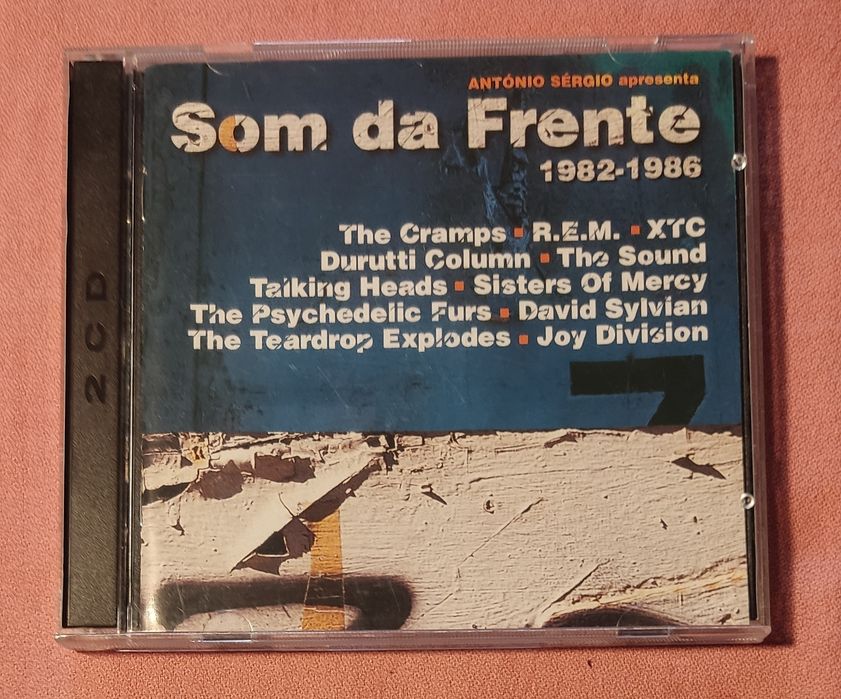 2CD
ANTÓNIO SÉRGIO apresenta
Som da Frente
1982-1986
The Cramps ▪ R.E.M. ▪ XTC
Durutti Column ▪ The Sound
Talking Heads ▪ Sisters Of Mercy
The Psychedelic Furs ▪ David Sylvian
The Teardrop Explodes ▪ Joy Division